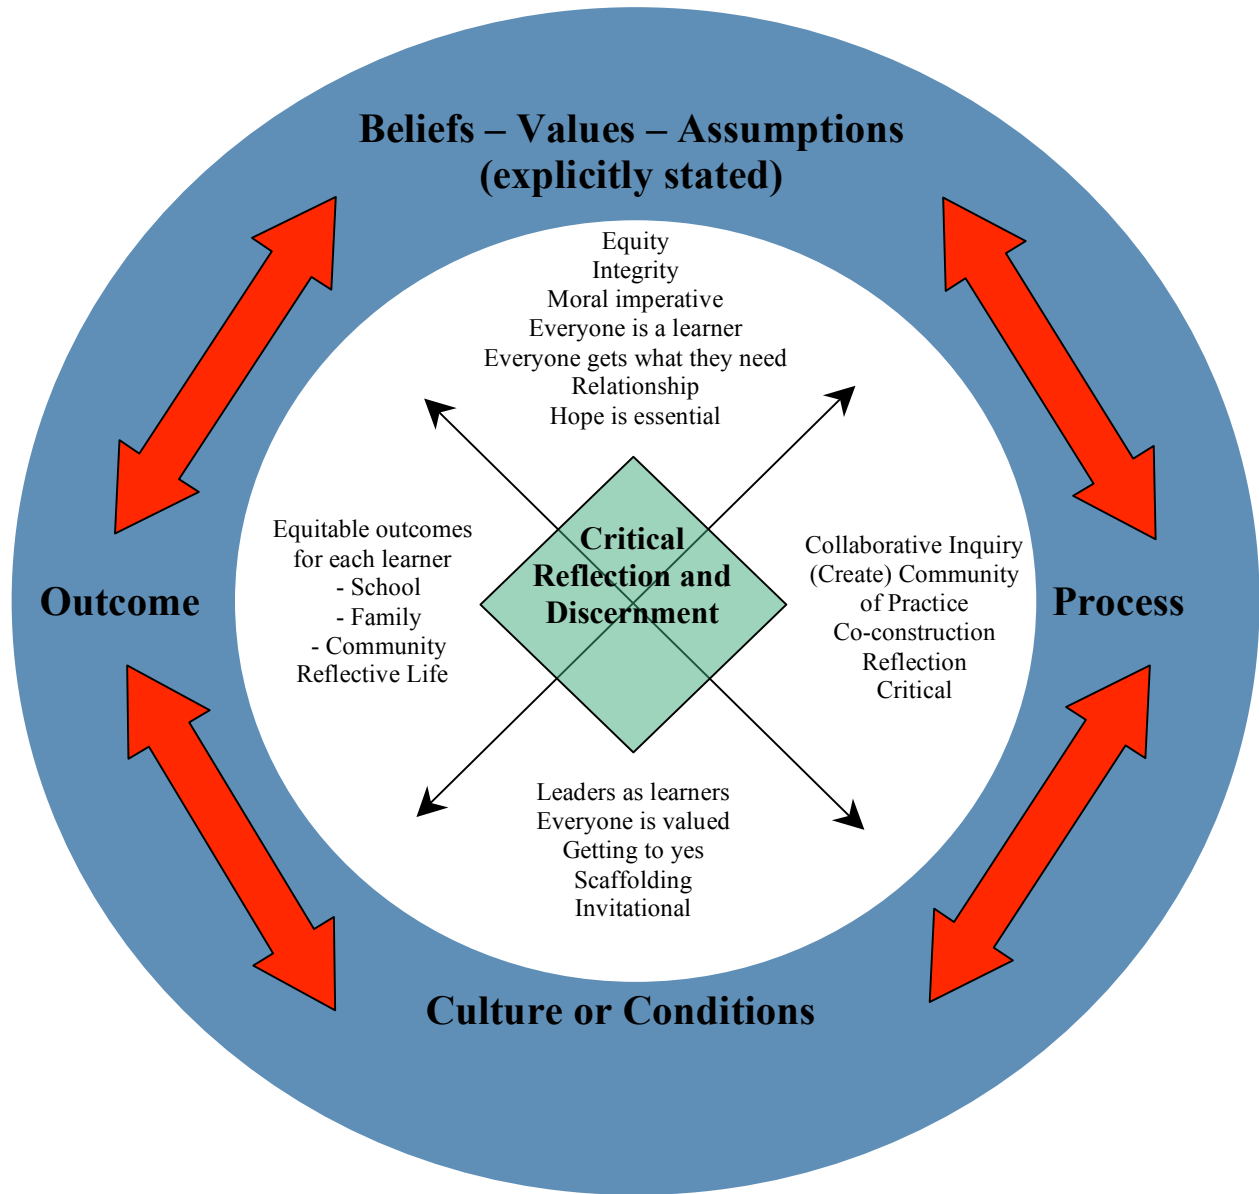 Beliefs – Values – Assumptions
(explicitly stated)
Equity
Integrity
Moral imperative
Everyone is a learner
Everyone gets what they need
Relationship
Hope is essential
Outcome
Equitable outcomes
for each learner
- School
- Family
- Community
Reflective Life
Critical
Reflection and
Discernment
Collaborative Inquiry
(Create) Community
of Practice
Co-construction
Reflection
Critical
Process
Leaders as learners
Everyone is valued
Getting to yes
Scaffolding
Invitational
Culture or Conditions